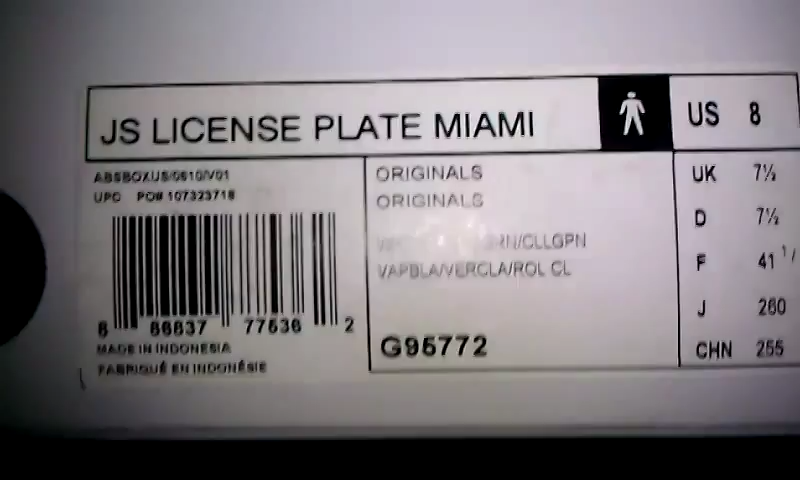 JS LICENSE PLATE MIAMI
US 8
ABSBOXUS/0610/V01
UPC PO# 107323718
8 86837 77636 2
MADE IN INDONESIA
FABRIQUÉ EN INDONÉSIE
ORIGINALS
ORIGINALS
/CLLGPN
VAPBLA/VERCLA/ROL CL
G95772
UK 7½
D 7½
F 41 1/
J 260
CHN 255